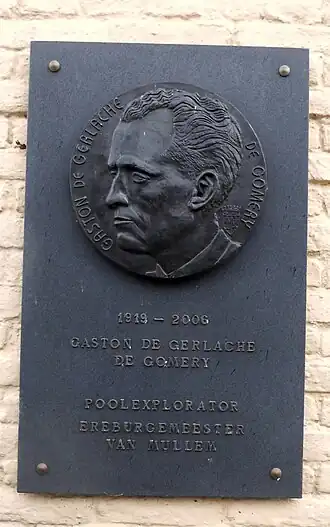 GASTON DE GERLACHE DE GOMERY
1919 – 2006
GASTON DE GERLACHE
DE GOMERY
POOLEXPLORATOR
EREBURGEMEESTER
VAN MULLEM